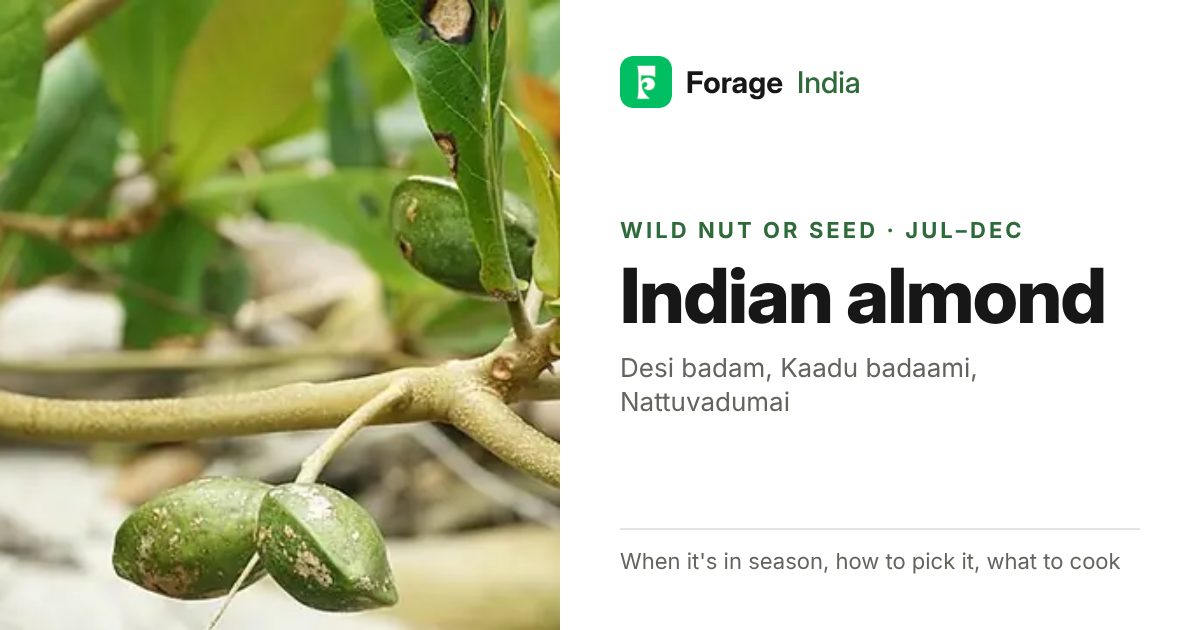 Forage India
WILD NUT OR SEED · JUL–DEC
Indian almond
Desi badam, Kaadu badaami,
Nattuvadumai
When it's in season, how to pick it, what to cook